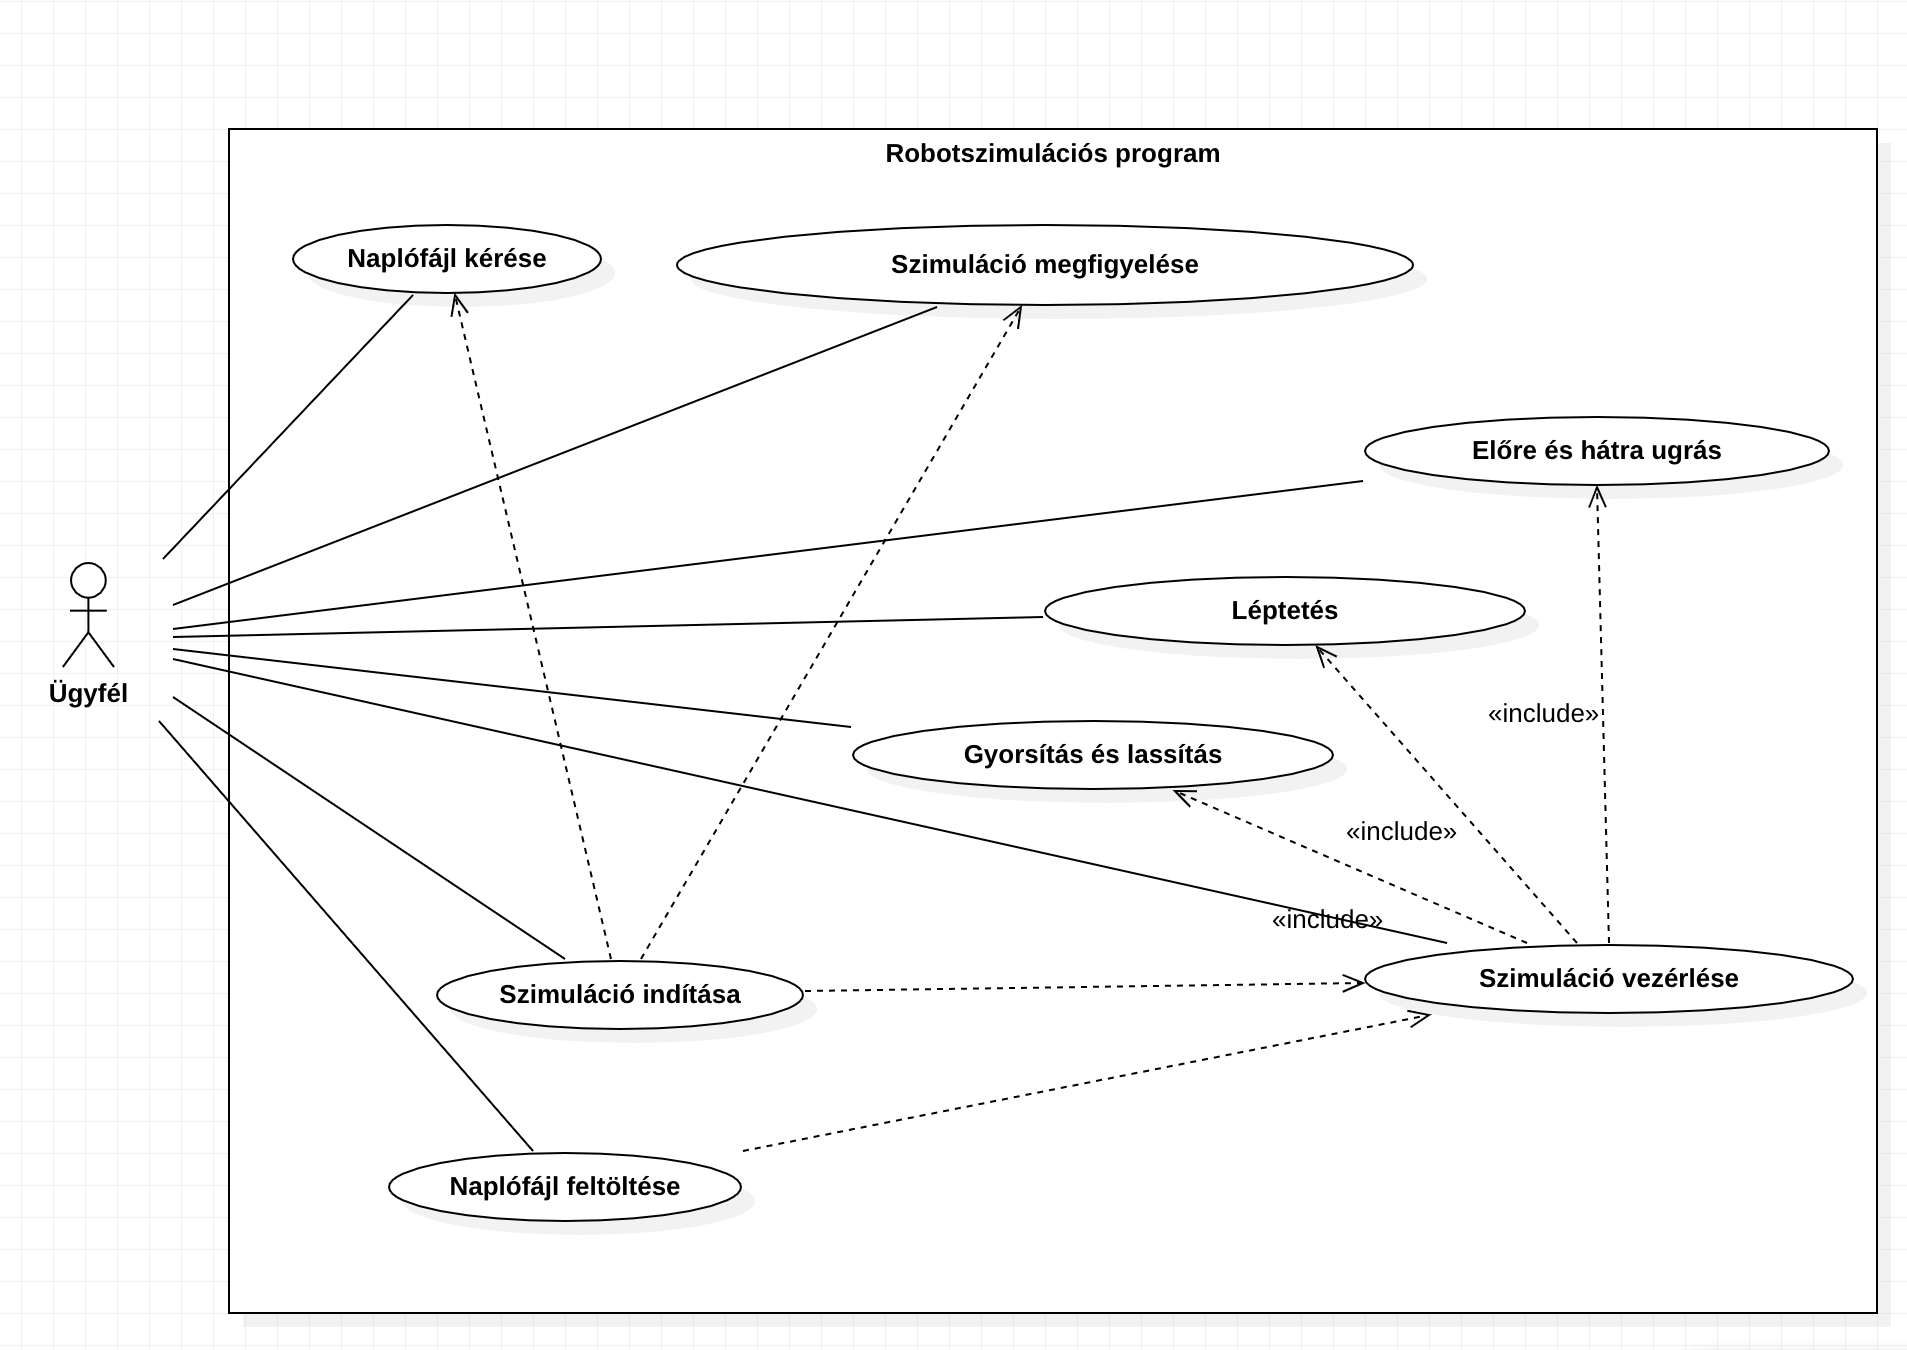 Robotszimulációs program
Naplófájl kérése
Szimuláció megfigyelése
Előre és hátra ugrás
Léptetés
Ügyfél
«include»
Gyorsítás és lassítás
«include»
«include»
Szimuláció indítása
Szimuláció vezérlése
Naplófájl feltöltése